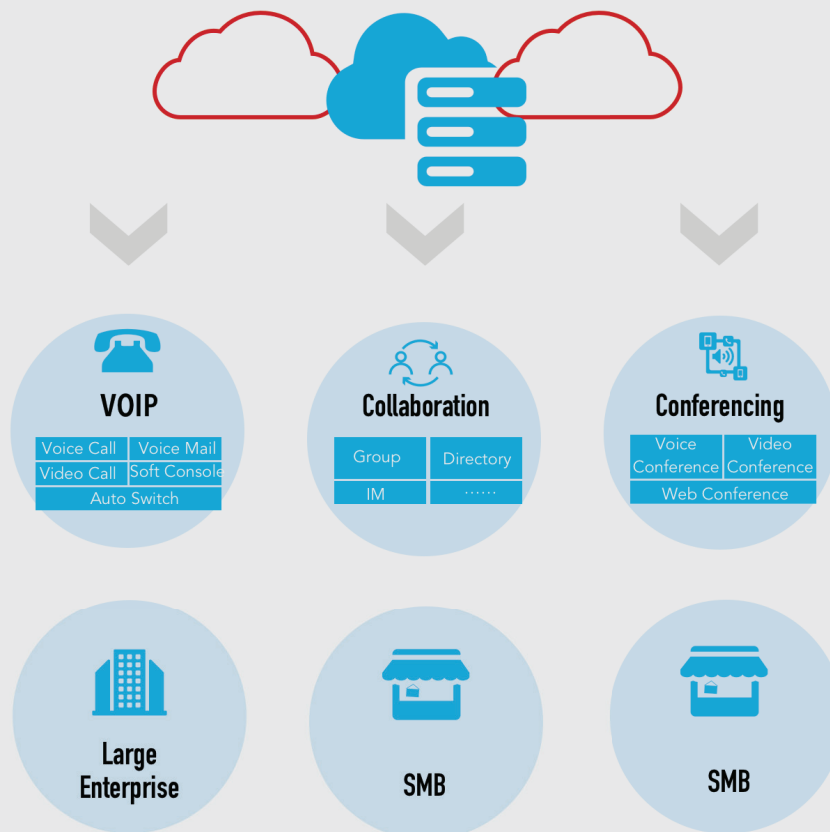 VOIP
Voice Call
Voice Mail
Video Call
Soft Console
Auto Switch
Collaboration
Group
Directory
IM
······
Conferencing
Voice
Conference
Video
Conference
Web Conference
Large
Enterprise
SMB
SMB